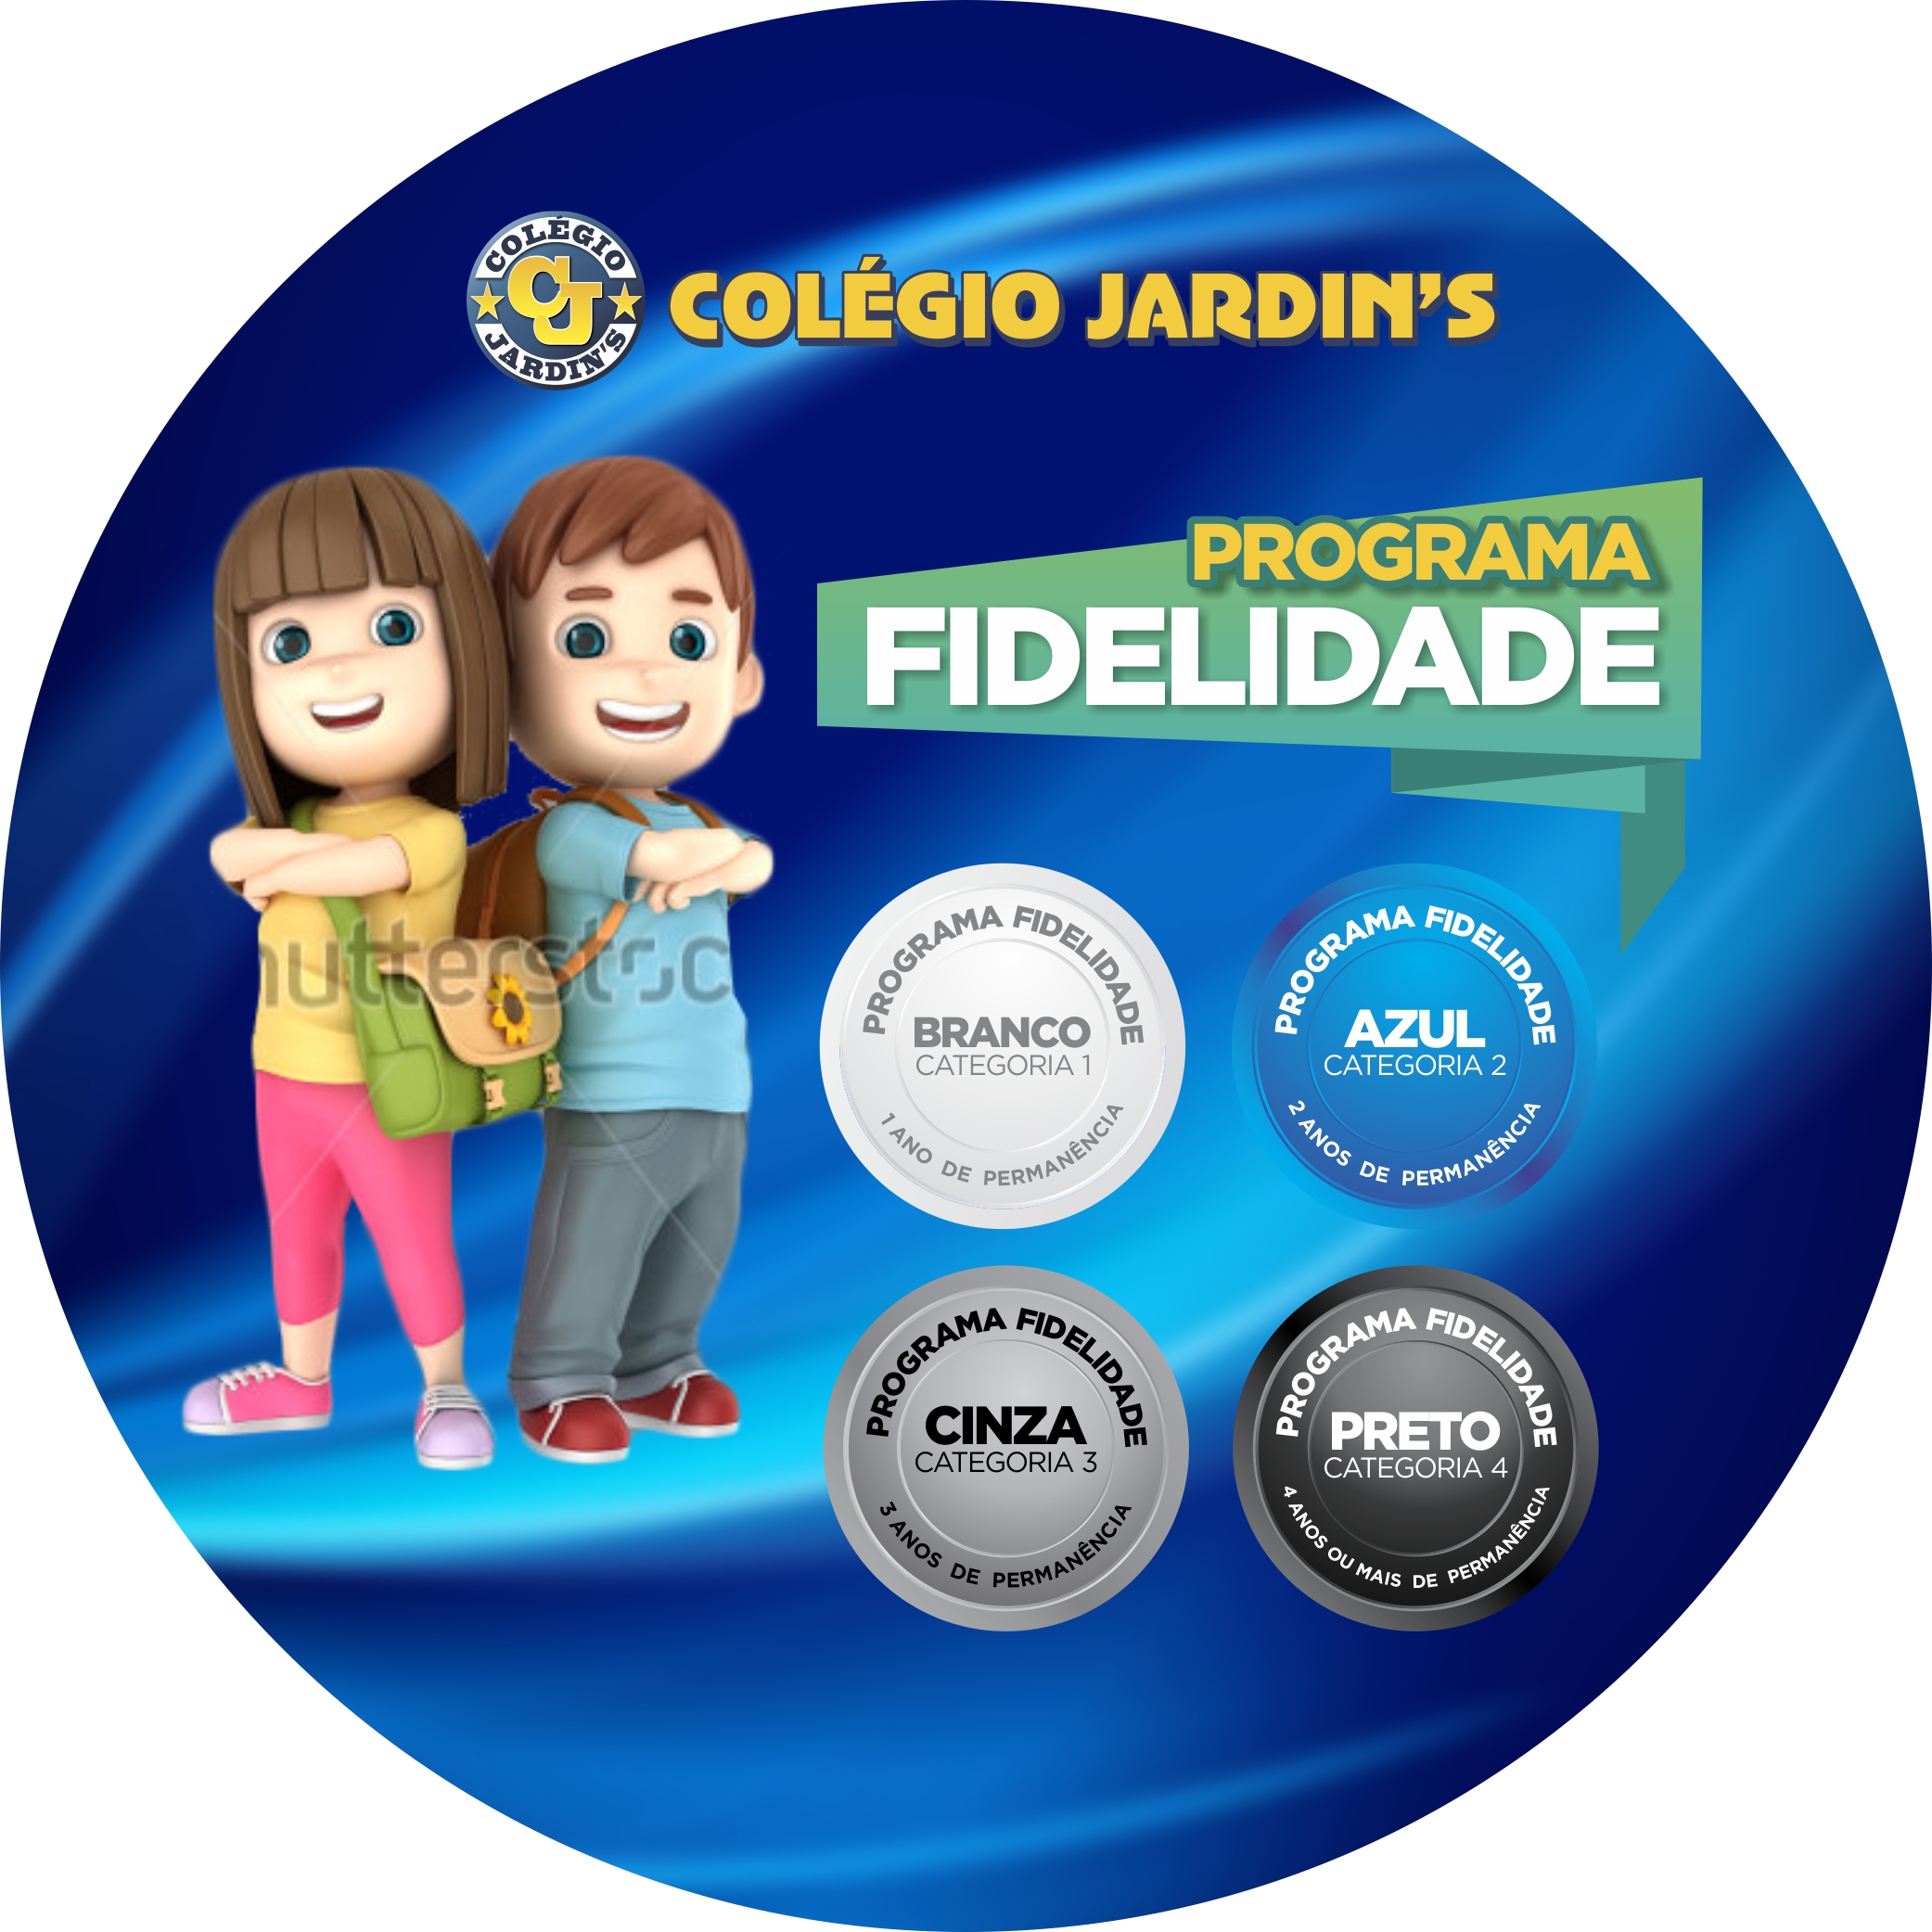 COLÉGIO
CJ
JARDIN'S
COLÉGIO JARDIN'S
PROGRAMA
FIDELIDADE
utterst
PROGRAMA FIDELIDADE
BRANCO
CATEGORIA 1
1 ANO DE PERMANÊNCIA
PROGRAMA FIDELIDADE
AZUL
CATEGORIA 2
2 ANOS DE PERMANÊNCIA
PROGRAMA FIDELIDADE
CINZA
CATEGORIA 3
3 ANOS DE PERMANÊNCIA
PROGRAMA FIDELIDADE
PRETO
CATEGORIA 4
4 ANOS OU MAIS DE PERMANÊNCIA